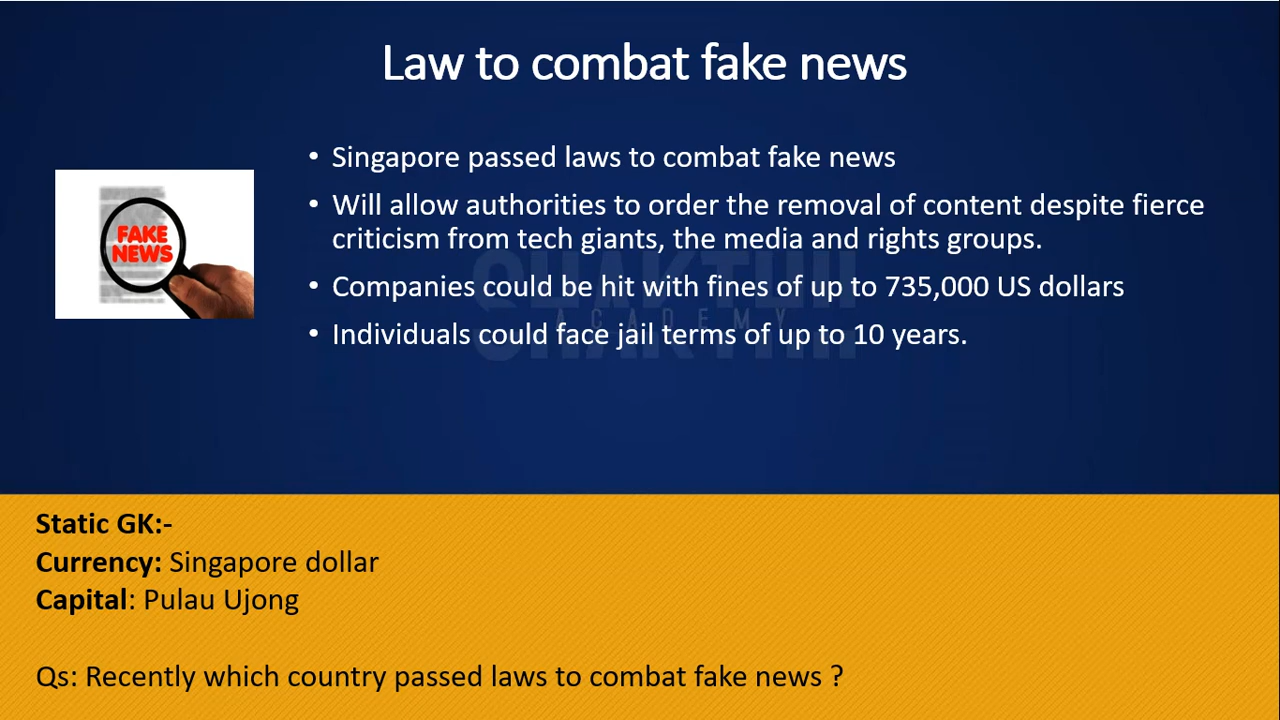 Law to combat fake news
• Singapore passed laws to combat fake news
• Will allow authorities to order the removal of content despite fierce
criticism from tech giants, the media and rights groups.
• Companies could be hit with fines of up to 735,000 US dollars
• Individuals could face jail terms of up to 10 years.
FAKE
NEWS
SHAKTHII
ACADEMY
Static GK:-
Currency: Singapore dollar
Capital: Pulau Ujong
Qs: Recently which country passed laws to combat fake news ?